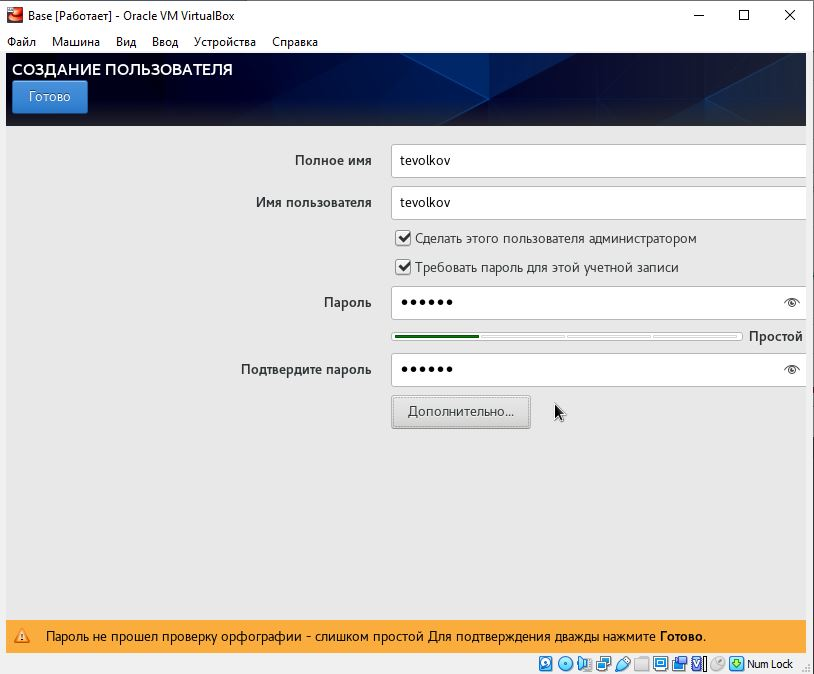 Base [Работает] - Oracle VM VirtualBox
Файл Машина Вид Ввод Устройства Справка
СОЗДАНИЕ ПОЛЬЗОВАТЕЛЯ
Готово
Полное имя tevolkov
Имя пользователя tevolkov
Сделать этого пользователя администратором
Требовать пароль для этой учетной записи
Пароль ●●●●●●
Простой
Подтвердите пароль ●●●●●●
Дополнительно...
Пароль не прошел проверку орфографии - слишком простой Для подтверждения дважды нажмите Готово.
Num Lock